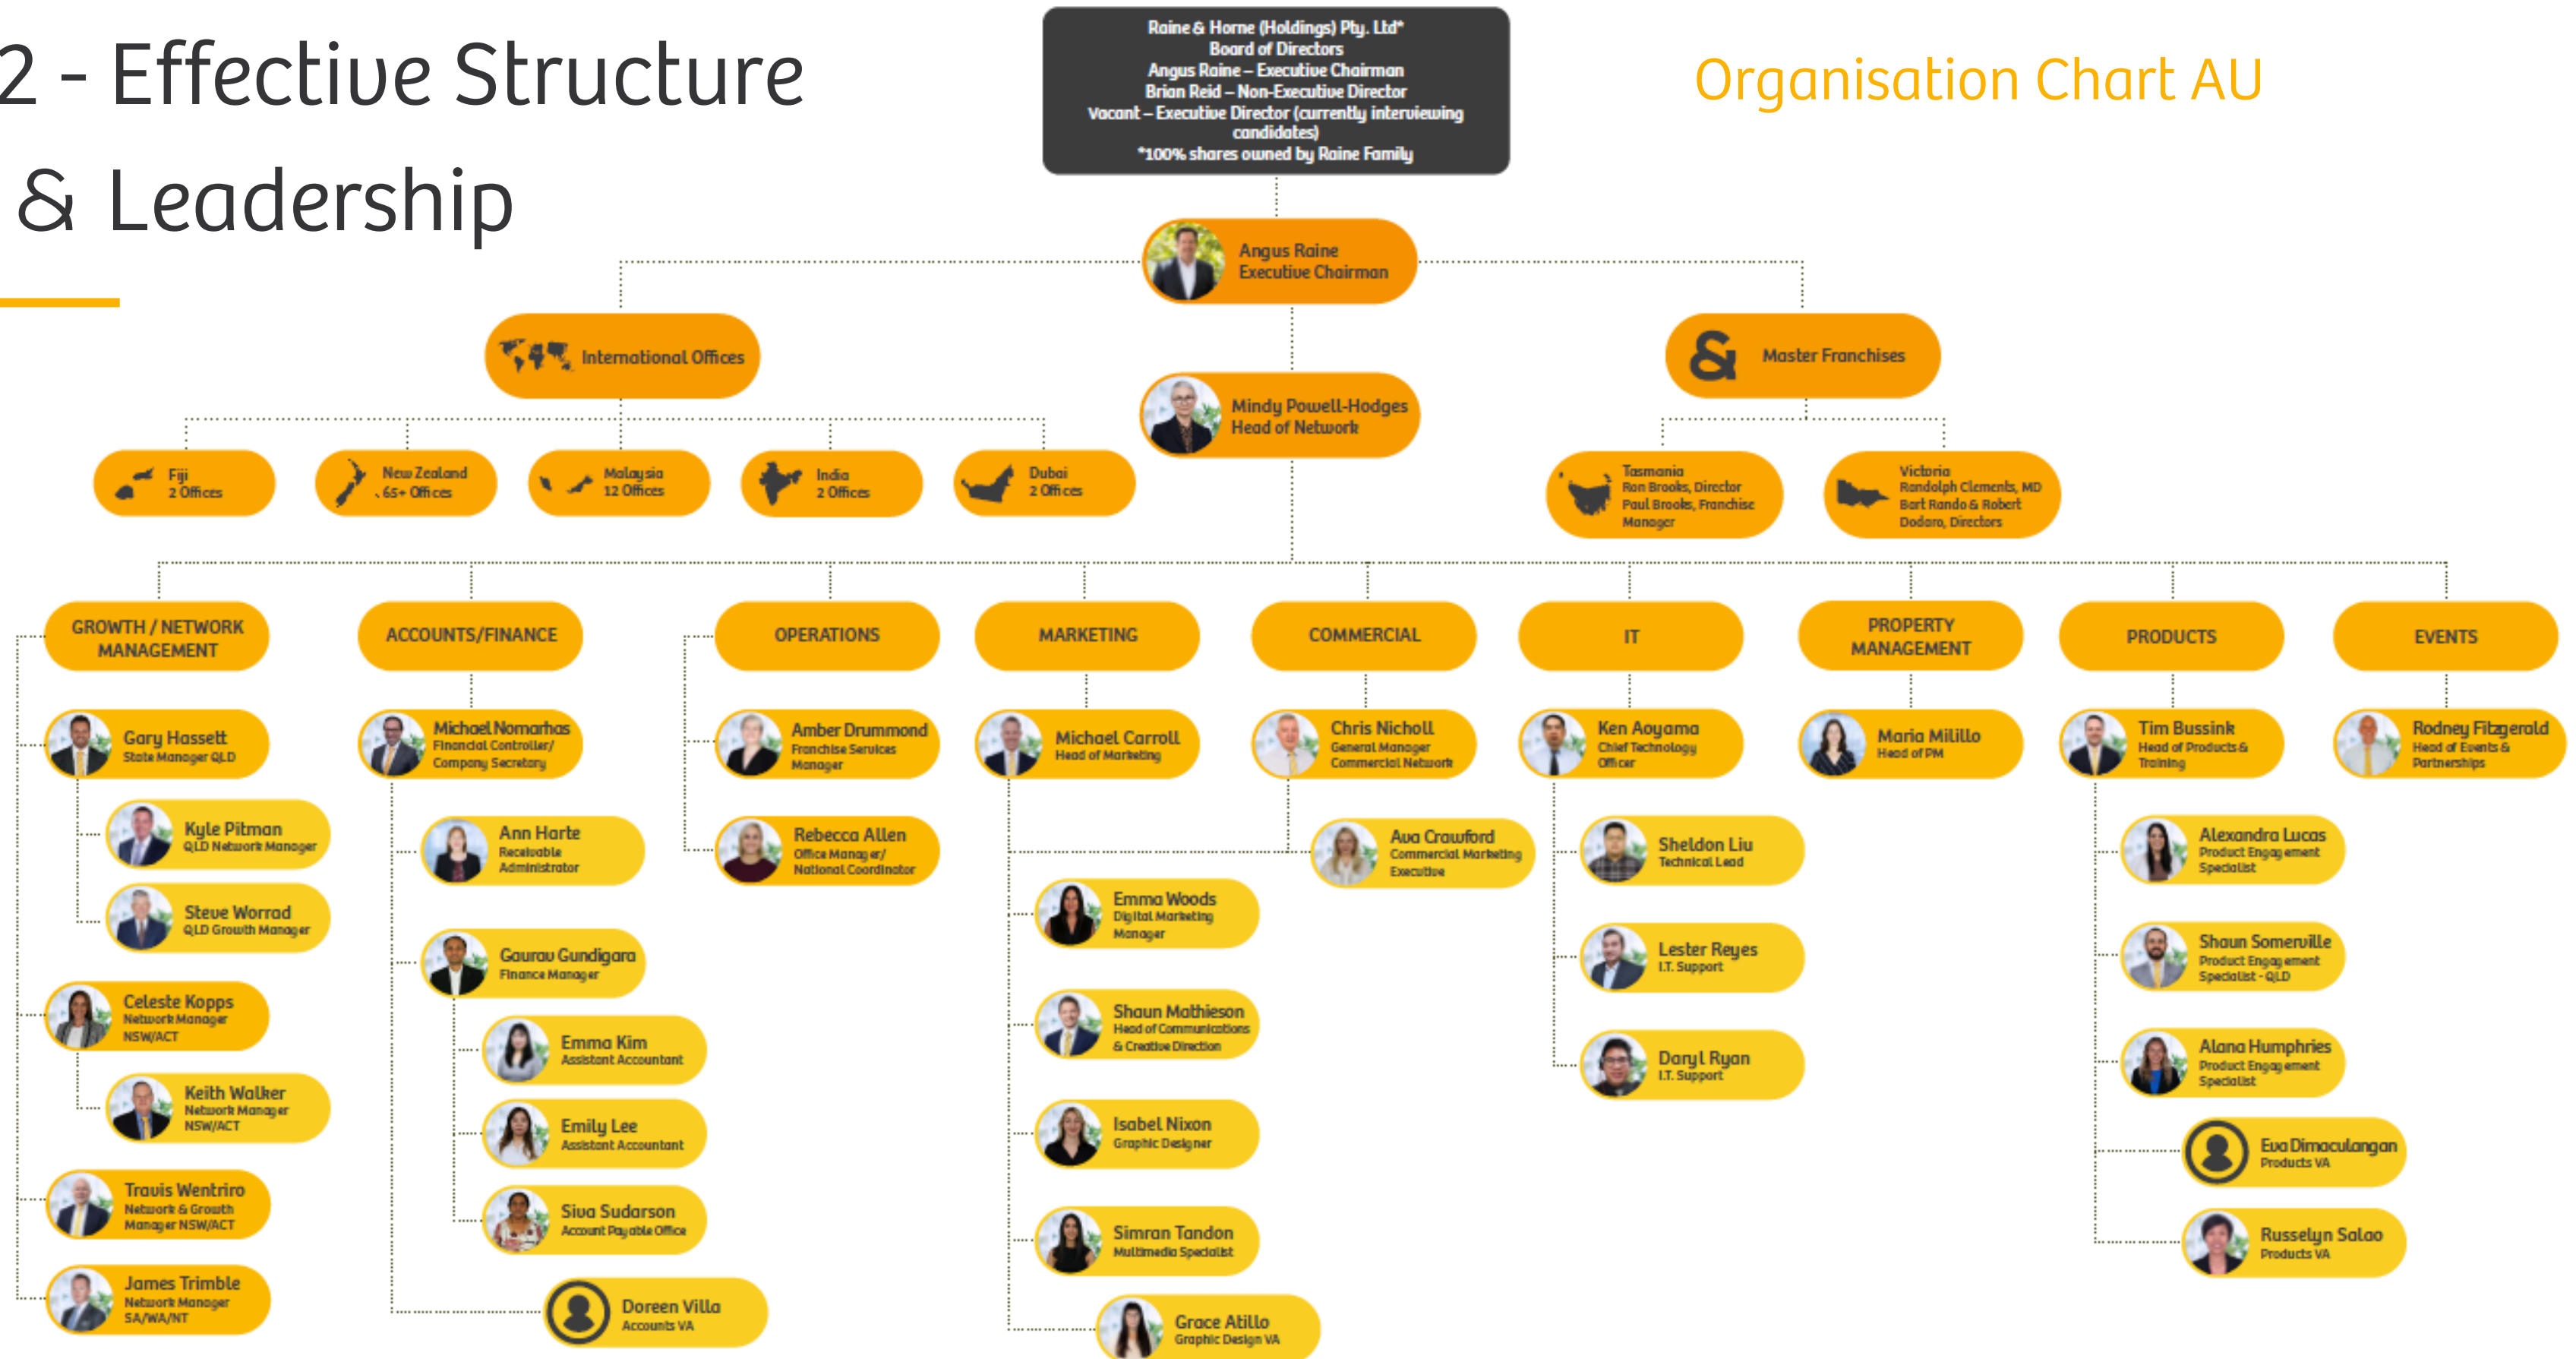 2 - Effective Structure
& Leadership
Organisation Chart AU
Raine & Horne (Holdings) Pty. Ltd*
Board of Directors
Angus Raine – Executive Chairman
Brian Reid – Non-Executive Director
Vacant – Executive Director (currently interviewing
candidates)
*100% shares owned by Raine Family
Angus Raine
Executive Chairman
International Offices
&
Master Franchises
Mindy Powell-Hodges
Head of Network
Fiji
2 Offices
New Zealand
65+ Offices
Malaysia
12 Offices
India
2 Offices
Dubai
2 Offices
Tasmania
Ron Brooks, Director
Paul Brooks, Franchise
Manager
Victoria
Randolph Clements, MD
Bart Rando & Robert
Dodaro, Directors
GROWTH / NETWORK
MANAGEMENT
Gary Hassett
State Manager QLD
Kyle Pitman
QLD Network Manager
Steve Worrad
QLD Growth Manager
Celeste Kopps
Network Manager
NSW/ACT
Keith Walker
Network Manager
NSW/ACT
Travis Wentriro
Network & Growth
Manager NSW/ACT
James Trimble
Network Manager
SA/WA/NT
ACCOUNTS/FINANCE
Michael Nomarhas
Financial Controller/
Company Secretary
Ann Harte
Receivable
Administrator
Gaurav Gundigara
Finance Manager
Emma Kim
Assistant Accountant
Emily Lee
Assistant Accountant
Siva Sudarson
Account Payable Office
Doreen Villa
Accounts VA
OPERATIONS
Amber Drummond
Franchise Services
Manager
Rebecca Allen
Office Manager/
National Coordinator
MARKETING
Michael Carroll
Head of Marketing
Emma Woods
Digital Marketing
Manager
Shaun Mathieson
Head of Communications
& Creative Direction
Isabel Nixon
Graphic Designer
Simran Tandon
Multimedia Specialist
Grace Atillo
Graphic Design VA
COMMERCIAL
Chris Nicholl
General Manager
Commercial Network
Ava Crawford
Commercial Marketing
Executive
IT
Ken Aoyama
Chief Technology
Officer
Sheldon Liu
Technical Lead
Lester Reyes
I.T. Support
Daryl Ryan
I.T. Support
PROPERTY
MANAGEMENT
Maria Milillo
Head of PM
PRODUCTS
Tim Bussink
Head of Products &
Training
Alexandra Lucas
Product Engagement
Specialist
Shaun Somerville
Product Engagement
Specialist - QLD
Alana Humphries
Product Engagement
Specialist
Eva Dimaculangan
Products VA
Russelyn Salao
Products VA
EVENTS
Rodney Fitzgerald
Head of Events &
Partnerships